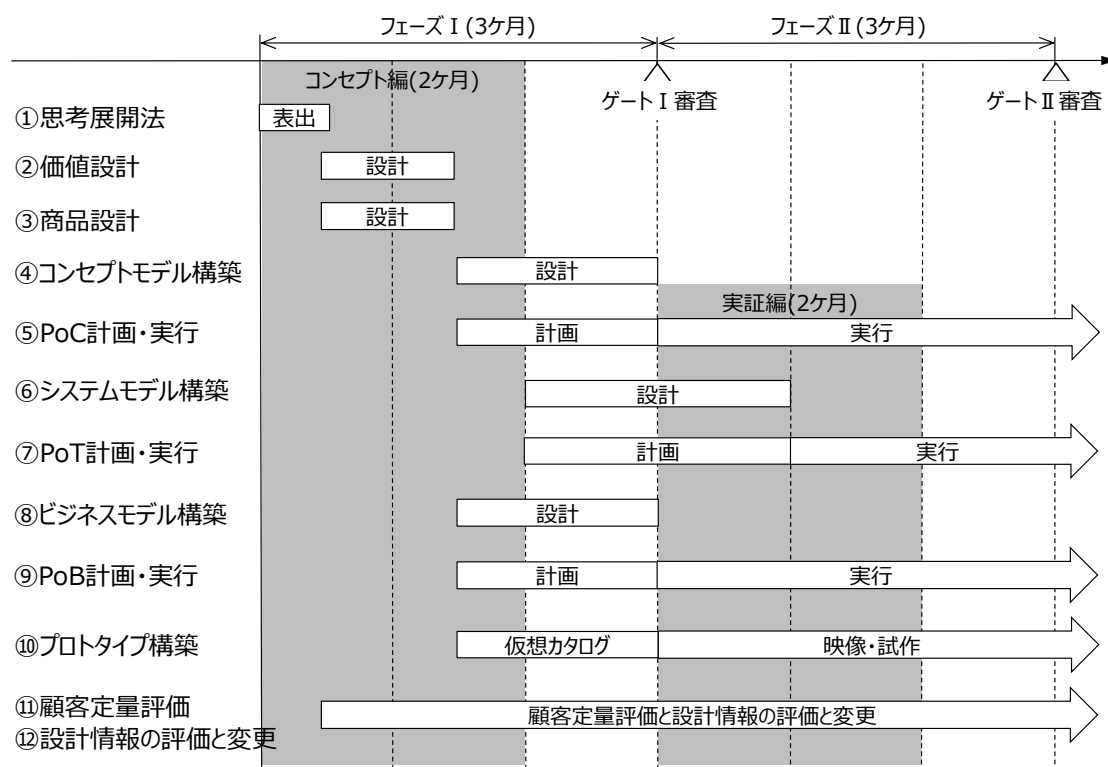 フェーズⅠ(3ケ月)
フェーズⅡ(3ケ月)
コンセプト編(2ケ月)
ゲートⅠ審査
ゲートⅡ審査
①思考展開法
表出
②価値設計
設計
③商品設計
設計
④コンセプトモデル構築
設計
実証編(2ケ月)
⑤PoC計画・実行
計画
実行
⑥システムモデル構築
設計
⑦PoT計画・実行
計画
実行
⑧ビジネスモデル構築
設計
⑨PoB計画・実行
計画
実行
⑩プロトタイプ構築
仮想カタログ
映像・試作
⑪顧客定量評価
顧客定量評価と設計情報の評価と変更
⑫設計情報の評価と変更